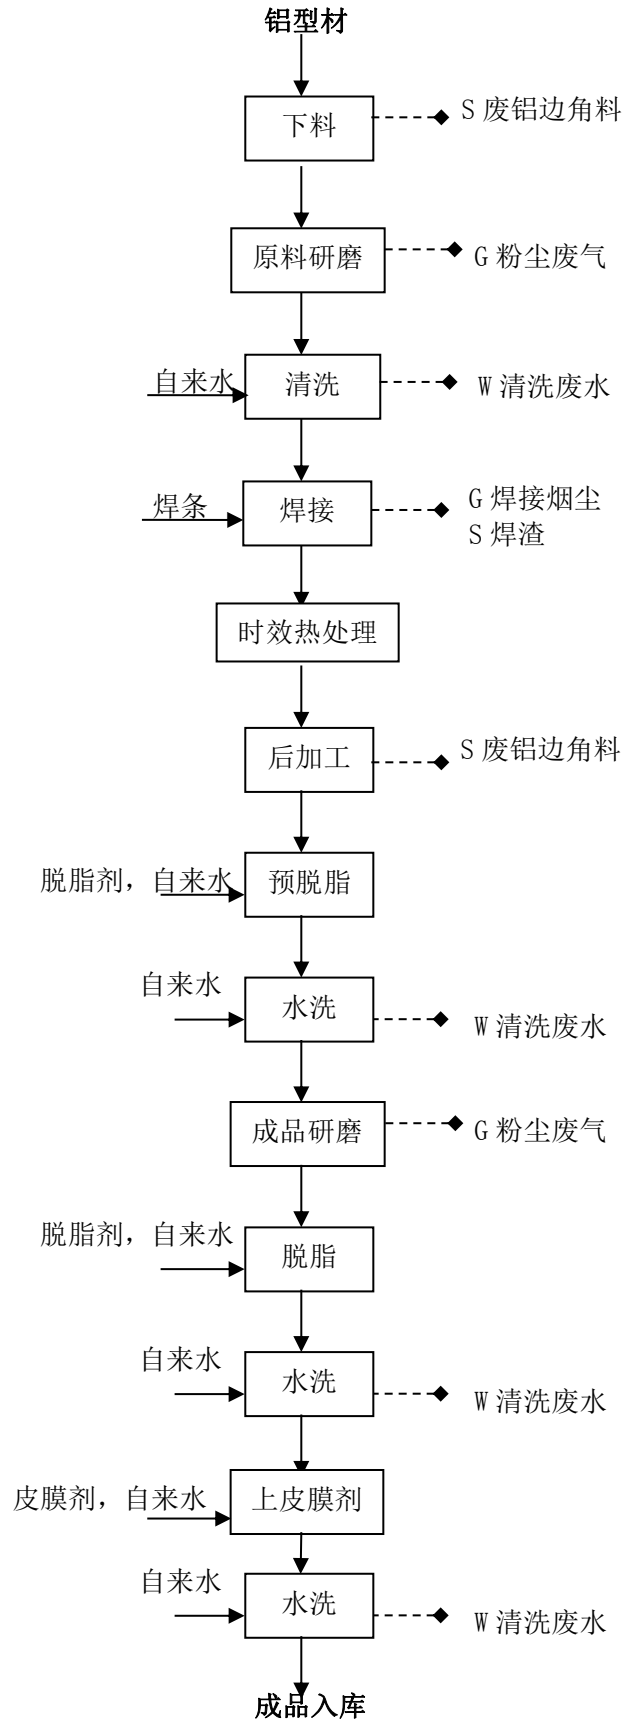 铝型材
下料
S 废铝边角料
原料研磨
G 粉尘废气
自来水
清洗
W 清洗废水
焊条
焊接
G 焊接烟尘
S 焊渣
时效热处理
后加工
S 废铝边角料
脱脂剂，自来水
预脱脂
自来水
水洗
W 清洗废水
成品研磨
G 粉尘废气
脱脂剂，自来水
脱脂
自来水
水洗
W 清洗废水
皮膜剂，自来水
上皮膜剂
自来水
水洗
W 清洗废水
成品入库